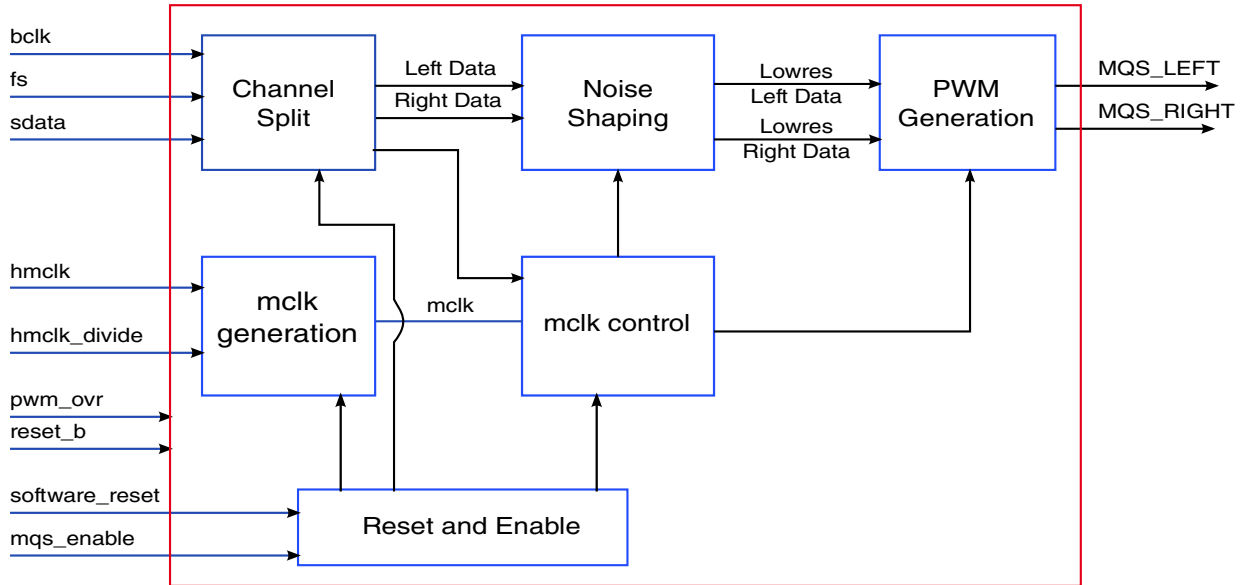 bclk
fs
sdata
Channel
Split
Left Data
Right Data
Noise
Shaping
Lowres
Left Data
Lowres
Right Data
PWM
Generation
MQS_LEFT
MQS_RIGHT
hmclk
hmclk_divide
mclk
generation
mclk
mclk control
pwm_ovr
reset_b
software_reset
mqs_enable
Reset and Enable